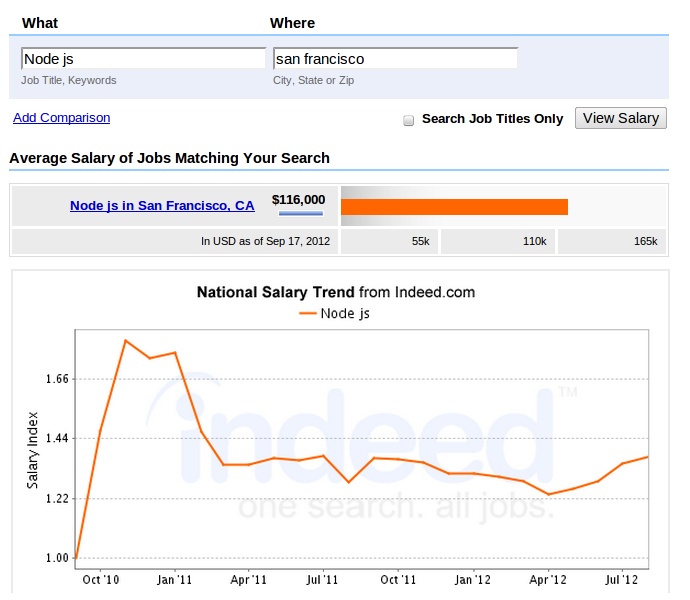 What Where
Node js san francisco
Job Title, Keywords City, State or Zip
Add Comparison Search Job Titles Only View Salary
Average Salary of Jobs Matching Your Search
Node js in San Francisco, CA $116,000
In USD as of Sep 17, 2012 55k 110k 165k
National Salary Trend from Indeed.com
Node js
1.66
1.44
1.22
1.00
Salary Index
indeed™
one search. all jobs.
Oct '10 Jan '11 Apr '11 Jul '11 Oct '11 Jan '12 Apr '12 Jul '12